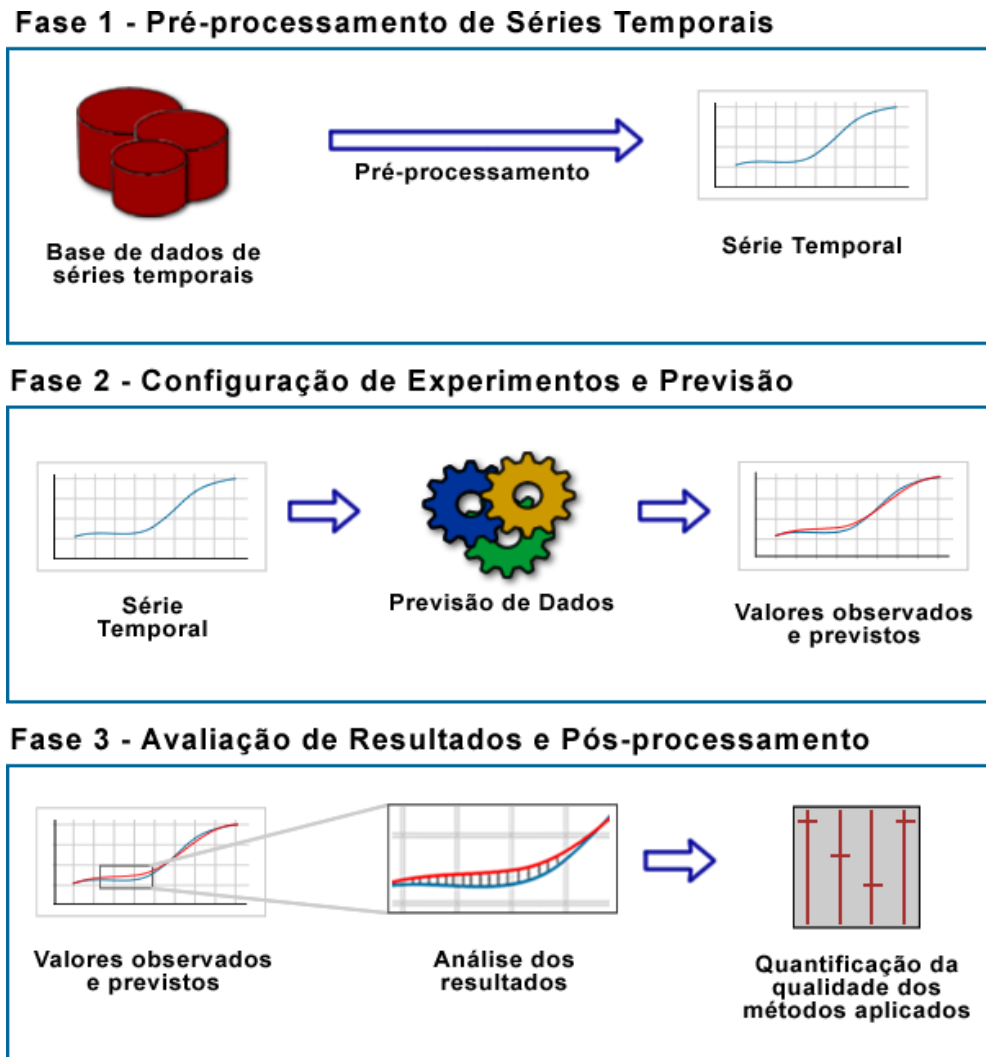 Fase 1 - Pré-processamento de Séries Temporais
Pré-processamento
Base de dados de
séries temporais
Série Temporal
Fase 2 - Configuração de Experimentos e Previsão
Série
Temporal
Previsão de Dados
Valores observados
e previstos
Fase 3 - Avaliação de Resultados e Pós-processamento
Valores observados
e previstos
Análise dos
resultados
Quantificação da
qualidade dos
métodos aplicados